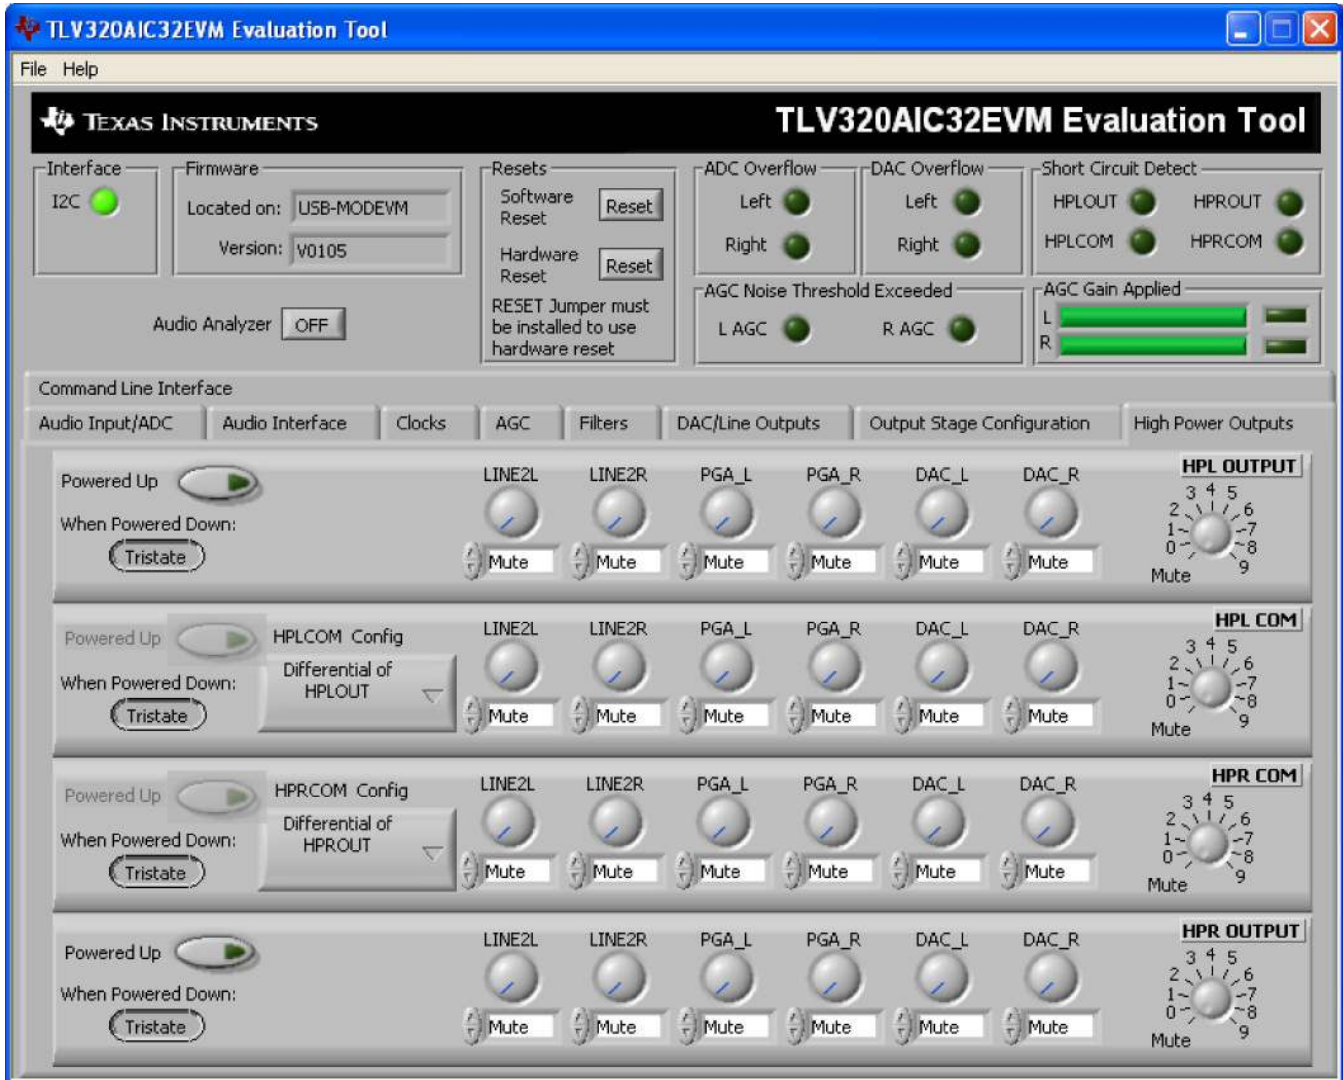 TLV320AIC32EVM Evaluation Tool
File Help
TEXAS INSTRUMENTS
TLV320AIC32EVM Evaluation Tool
Interface
I2C
Firmware
Located on: USB-MODEVM
Version: V0105
Audio Analyzer OFF
Resets
Software Reset Reset
Hardware Reset Reset
RESET Jumper must
be installed to use
hardware reset
ADC Overflow
Left
Right
DAC Overflow
Left
Right
Short Circuit Detect
HPLOUT HPROUT
HPLCOM HPRCOM
AGC Noise Threshold Exceeded
L AGC R AGC
AGC Gain Applied
L
R
Command Line Interface
Audio Input/ADC Audio Interface Clocks AGC Filters DAC/Line Outputs Output Stage Configuration High Power Outputs
Powered Up
When Powered Down:
Tristate
LINE2L LINE2R PGA_L PGA_R DAC_L DAC_R
Mute Mute Mute Mute Mute Mute
HPL OUTPUT
Mute 0 1 2 3 4 5 6 7 8 9
Powered Up
When Powered Down:
Tristate
HPLCOM Config
Differential of
HPLOUT
LINE2L LINE2R PGA_L PGA_R DAC_L DAC_R
Mute Mute Mute Mute Mute Mute
HPL COM
Mute 0 1 2 3 4 5 6 7 8 9
Powered Up
When Powered Down:
Tristate
HPRCOM Config
Differential of
HPROUT
LINE2L LINE2R PGA_L PGA_R DAC_L DAC_R
Mute Mute Mute Mute Mute Mute
HPR COM
Mute 0 1 2 3 4 5 6 7 8 9
Powered Up
When Powered Down:
Tristate
LINE2L LINE2R PGA_L PGA_R DAC_L DAC_R
Mute Mute Mute Mute Mute Mute
HPR OUTPUT
Mute 0 1 2 3 4 5 6 7 8 9